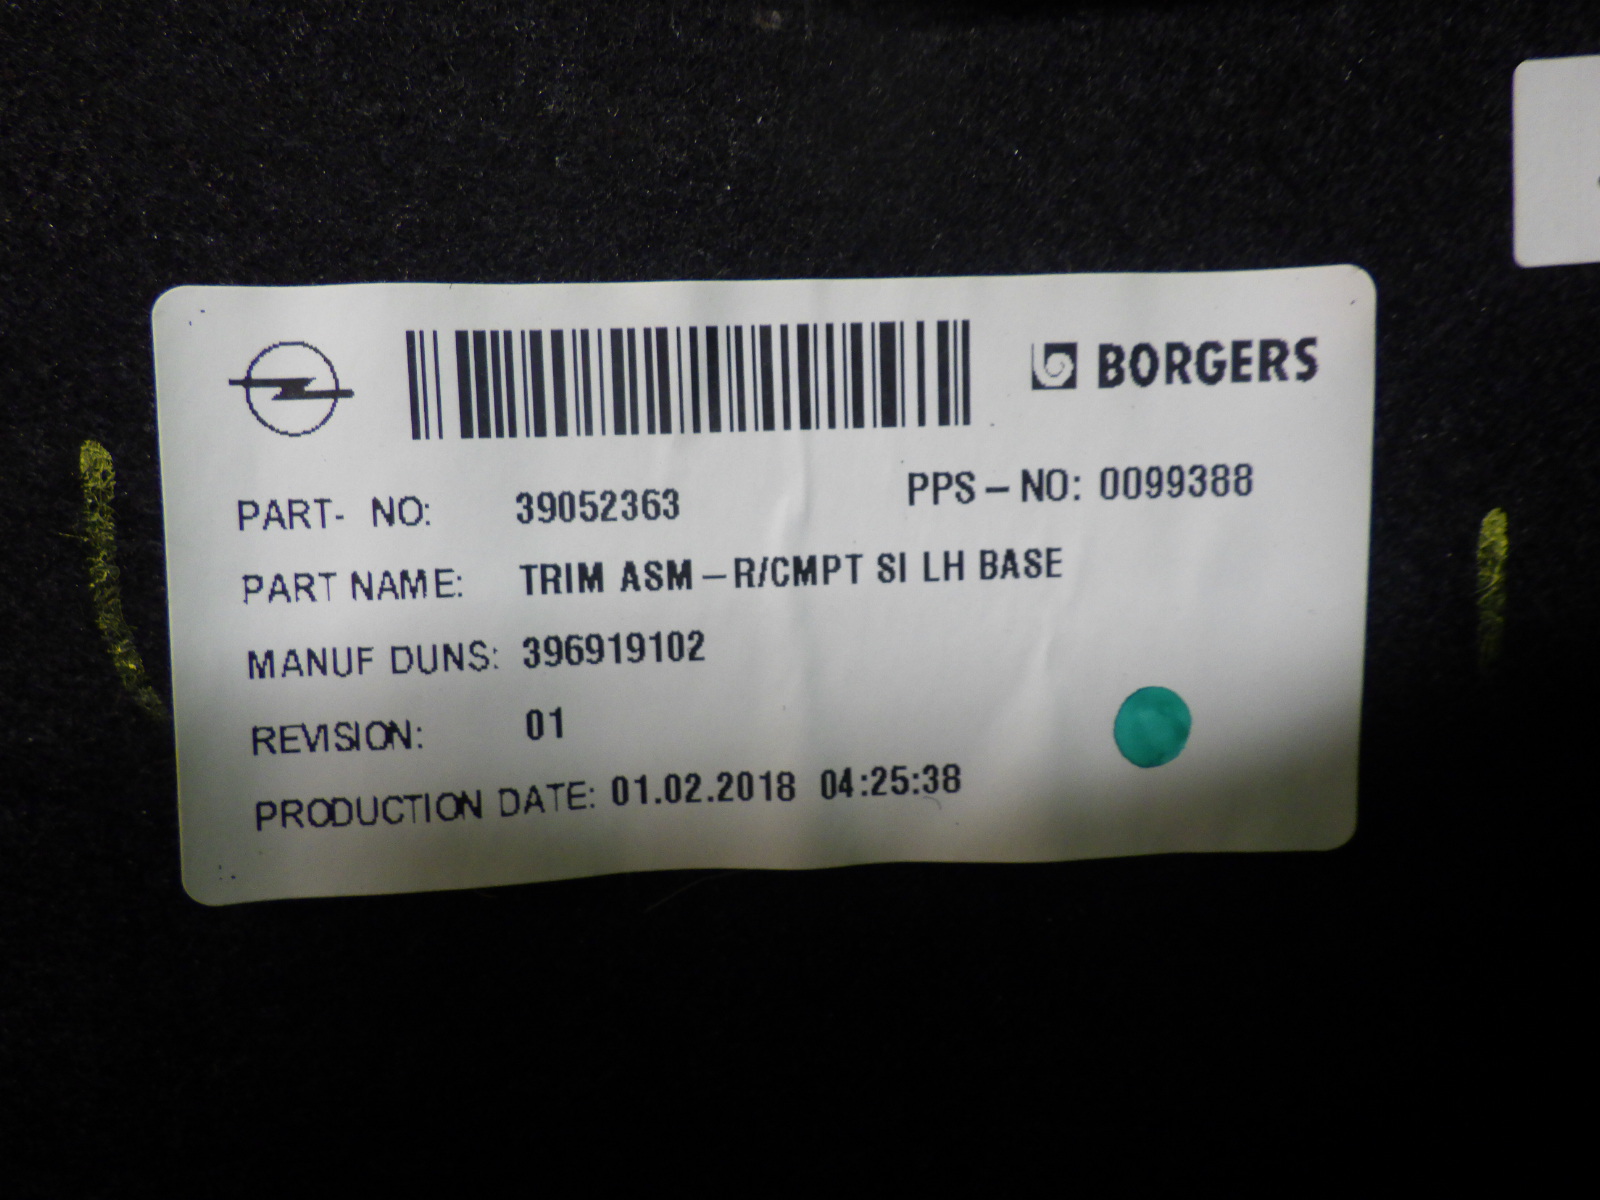 BORGERS
PART- NO: 39052363 PPS - NO: 0099388
PART NAME: TRIM ASM - R/CMPT SI LH BASE
MANUF DUNS: 396919102
REVISION: 01
PRODUCTION DATE: 01.02.2018 04:25:38